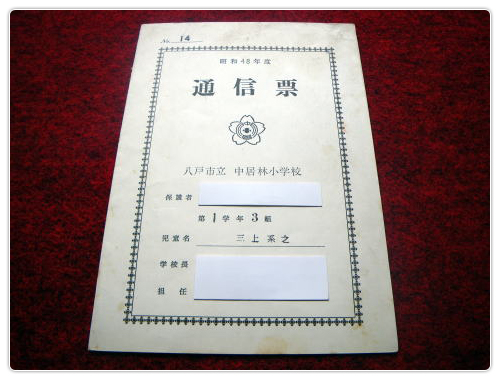 No. 14
昭和48年度
通信票
八戸市立 中居林小学校
保護者
第1学年3組
児童名 三上系之
学校長
担任